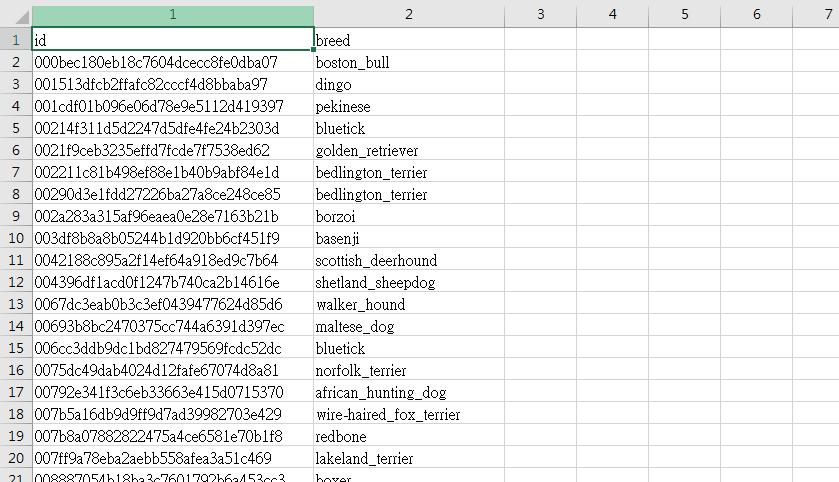 1 2 3 4 5 6 7
1 id breed
2 000bec180eb18c7604dcecc8fe0dba07 boston_bull
3 001513dfcb2ffafc82cccf4d8bbaba97 dingo
4 001cdf01b096e06d78e9e5112d419397 pekinese
5 00214f311d5d2247d5dfe4fe24b2303d bluetick
6 0021f9ceb3235effd7fcde7f7538ed62 golden_retriever
7 002211c81b498ef88e1b40b9abf84e1d bedlington_terrier
8 00290d3e1fdd27226ba27a8ce248ce85 bedlington_terrier
9 002a283a315af96eaea0e28e7163b21b borzoi
10 003df8b8a8b05244b1d920bb6cf451f9 basenji
11 0042188c895a2f14ef64a918ed9c7b64 scottish_deerhound
12 004396df1acd0f1247b740ca2b14616e shetland_sheepdog
13 0067dc3eab0b3c3ef0439477624d85d6 walker_hound
14 00693b8bc2470375cc744a6391d397ec maltese_dog
15 006cc3ddb9dc1bd827479569fcdc52dc bluetick
16 0075dc49dab4024d12fafe67074d8a81 norfolk_terrier
17 00792e341f3c6eb33663e415d0715370 african_hunting_dog
18 007b5a16db9d9ff9d7ad39982703e429 wire-haired_fox_terrier
19 007b8a07882822475a4ce6581e70b1f8 redbone
20 007ff9a78eba2aebb558afea3a51c469 lakeland_terrier
21 008887054b18ba3c7601792b6a453cc3 boxer